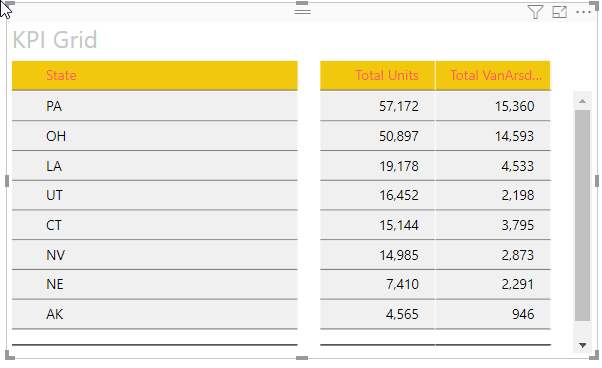 KPI Grid
State Total Units Total VanArsd...
PA 57,172 15,360
OH 50,897 14,593
LA 19,178 4,533
UT 16,452 2,198
CT 15,144 3,795
NV 14,985 2,873
NE 7,410 2,291
AK 4,565 946